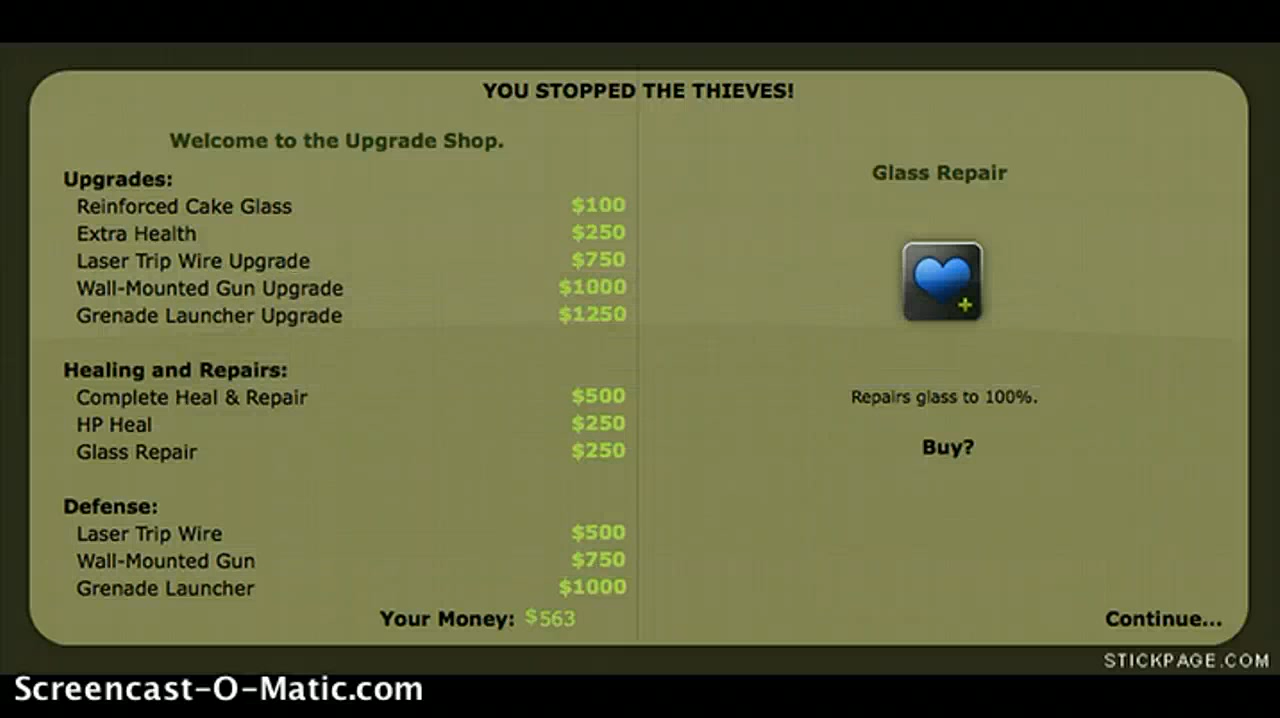 YOU STOPPED THE THIEVES!
Welcome to the Upgrade Shop.
Upgrades:
Reinforced Cake Glass $100
Extra Health $250
Laser Trip Wire Upgrade $750
Wall-Mounted Gun Upgrade $1000
Grenade Launcher Upgrade $1250
Healing and Repairs:
Complete Heal & Repair $500
HP Heal $250
Glass Repair $250
Defense:
Laser Trip Wire $500
Wall-Mounted Gun $750
Grenade Launcher $1000
Your Money: $563
Glass Repair
Repairs glass to 100%.
Buy?
Continue...
STICKPAGE.COM
Screencast-O-Matic.com